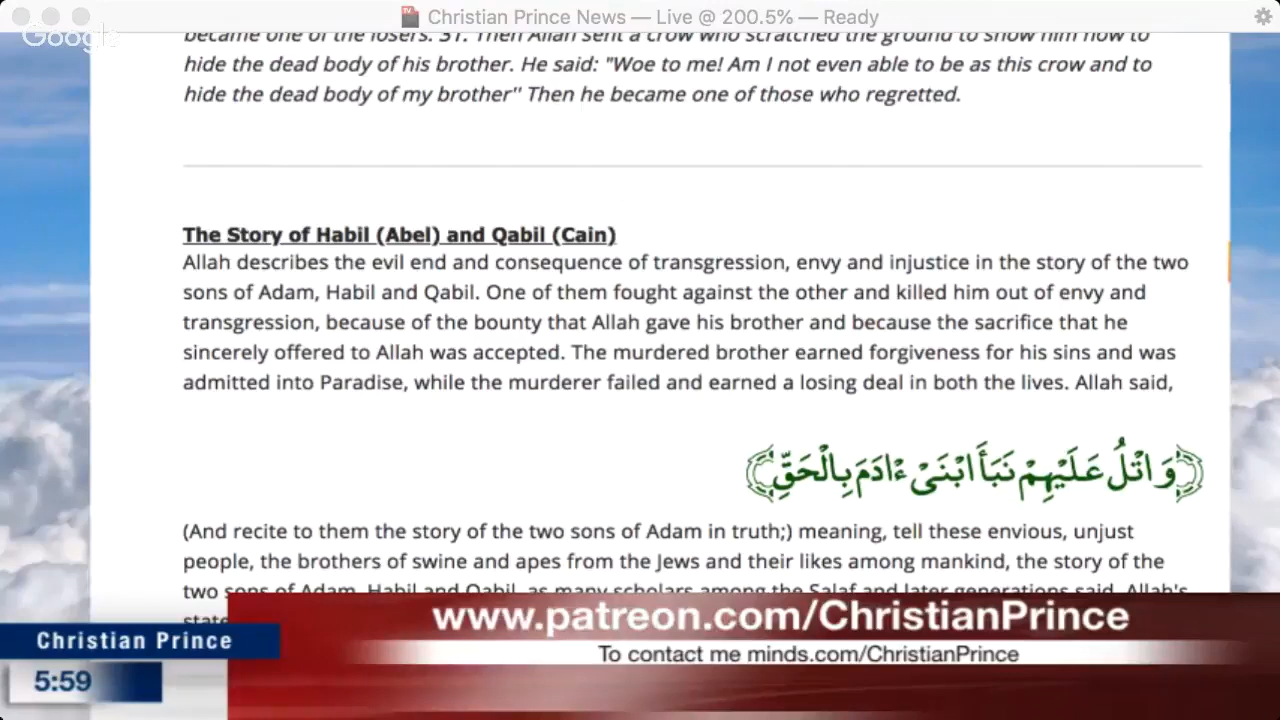 Christian Prince News — Live @ 200.5% — Ready
Google
became one of the losers. 31. Then Allah sent a crow who scratched the ground to show him how to
hide the dead body of his brother. He said: "Woe to me! Am I not even able to be as this crow and to
hide the dead body of my brother'' Then he became one of those who regretted.
The Story of Habil (Abel) and Qabil (Cain)
Allah describes the evil end and consequence of transgression, envy and injustice in the story of the two
sons of Adam, Habil and Qabil. One of them fought against the other and killed him out of envy and
transgression, because of the bounty that Allah gave his brother and because the sacrifice that he
sincerely offered to Allah was accepted. The murdered brother earned forgiveness for his sins and was
admitted into Paradise, while the murderer failed and earned a losing deal in both the lives. Allah said,
﴿وَاتْلُ عَلَيْهِمْ نَبَأَ ابْنَىْ ءَادَمَ بِالْحَقِّ﴾
(And recite to them the story of the two sons of Adam in truth;) meaning, tell these envious, unjust
people, the brothers of swine and apes from the Jews and their likes among mankind, the story of the
two sons of Adam, Habil and Qabil, as many scholars among the Salaf and later generations said. Allah's
www.patreon.com/ChristianPrince
To contact me minds.com/ChristianPrince
Christian Prince
5:59